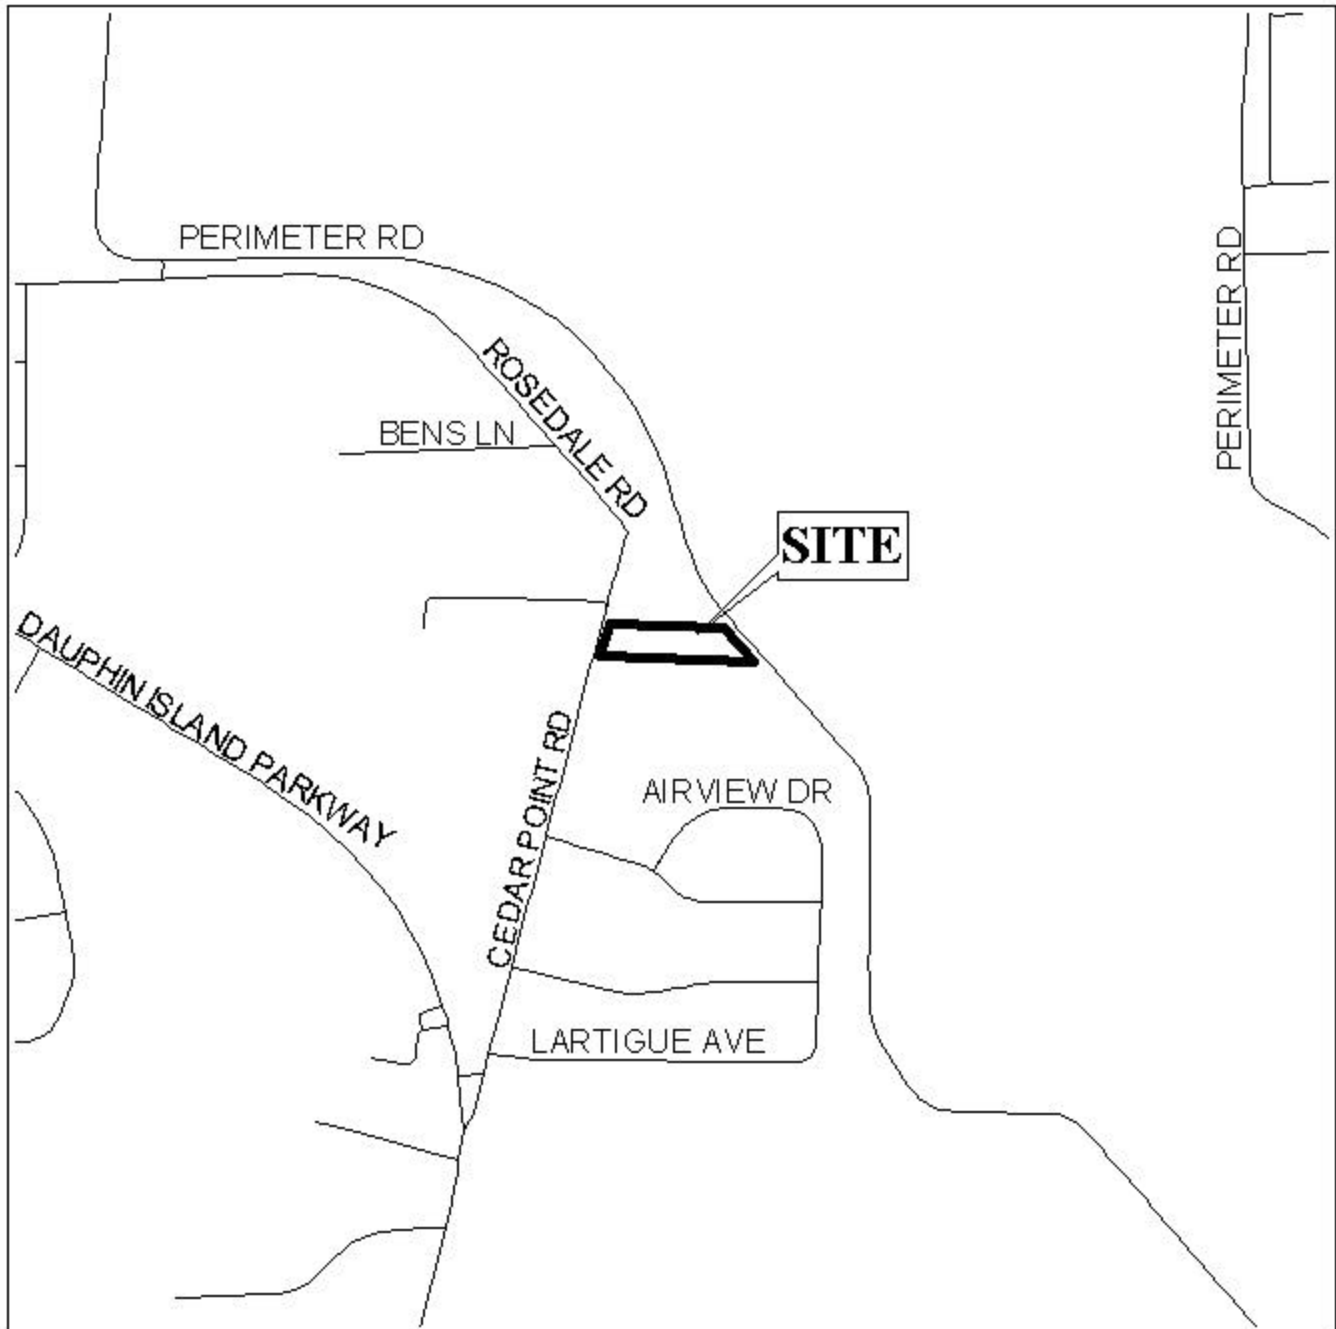 PERIMETER RD
PERIMETER RD
ROSEDALE RD
BENS LN
SITE
DAUPHIN ISLAND PARKWAY
CEDAR POINT RD
AIRVIEW DR
LARTIGUE AVE